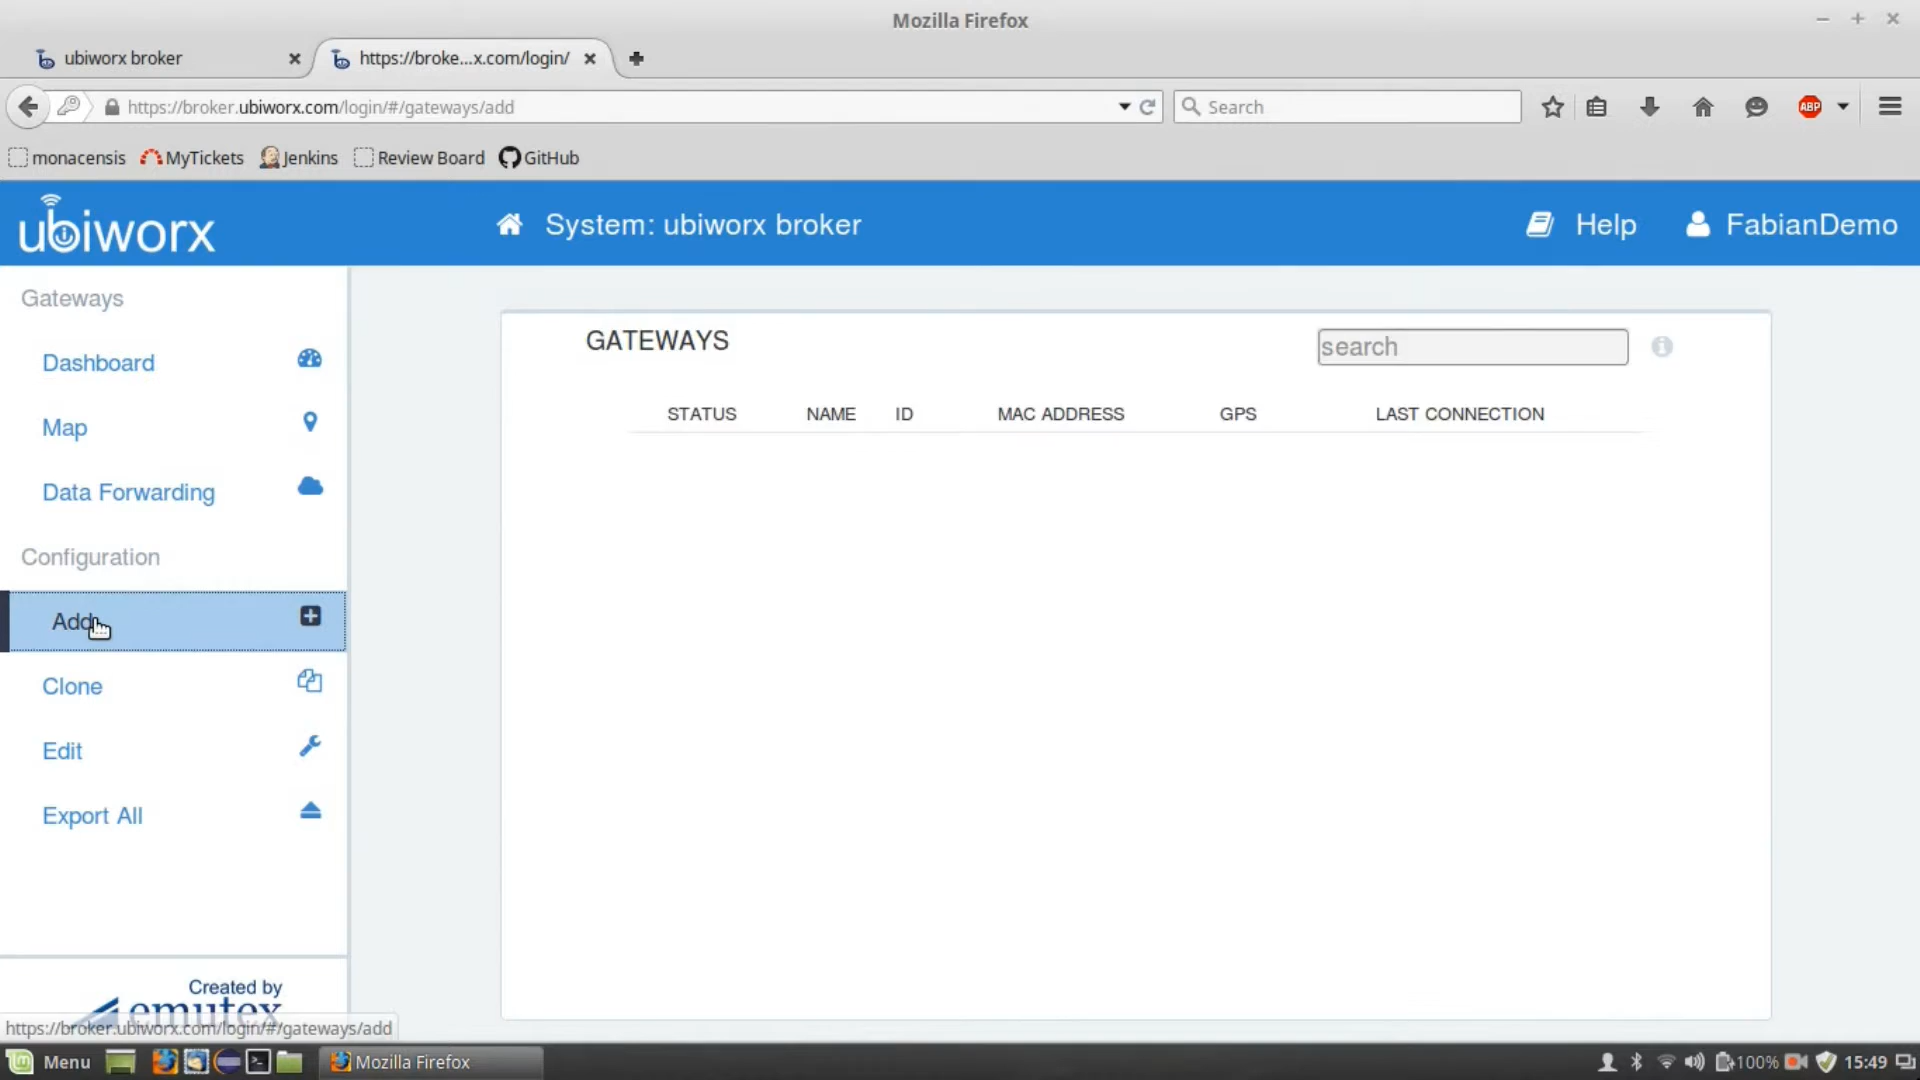 Mozilla Firefox
ubiworx broker
https://broke...x.com/login/
https://broker.ubiworx.com/login/#/gateways/add
Search
ABP
monacensis
MyTickets
Jenkins
Review Board
GitHub
ubiworx
System: ubiworx broker
Help
FabianDemo
Gateways
Dashboard
Map
Data Forwarding
Configuration
Add
Clone
Edit
Export All
GATEWAYS
search
STATUS NAME ID MAC ADDRESS GPS LAST CONNECTION
Created by
emutex
https://broker.ubiworx.com/login/#/gateways/add
Menu
Mozilla Firefox
100%
15:49